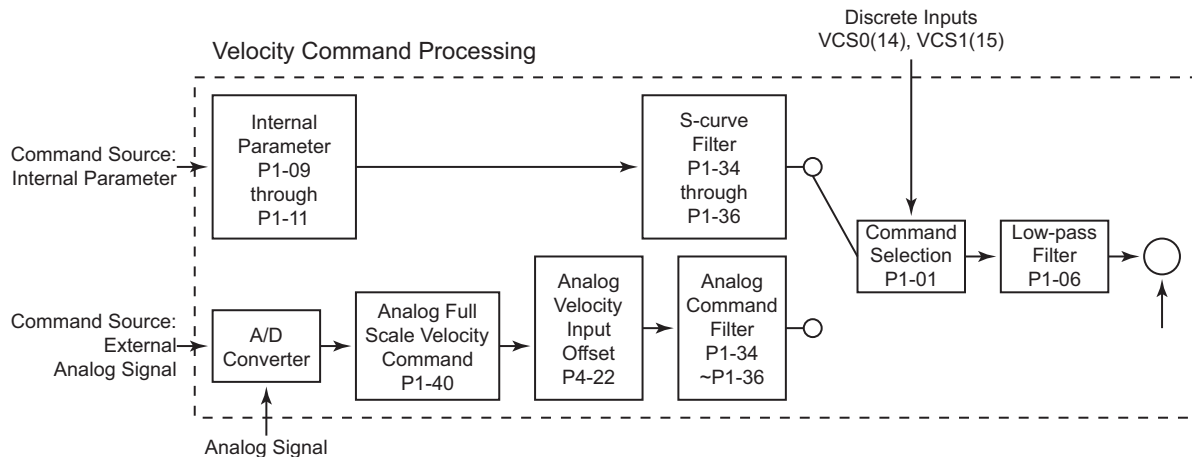 Discrete Inputs
VCS0(14), VCS1(15)
Velocity Command Processing
Command Source:
Internal Parameter
Internal
Parameter
P1-09
through
P1-11
S-curve
Filter
P1-34
through
P1-36
Command
Selection
P1-01
Low-pass
Filter
P1-06
Command Source:
External
Analog Signal
A/D
Converter
Analog Full
Scale Velocity
Command
P1-40
Analog
Velocity
Input
Offset
P4-22
Analog
Command
Filter
P1-34
~P1-36
Analog Signal